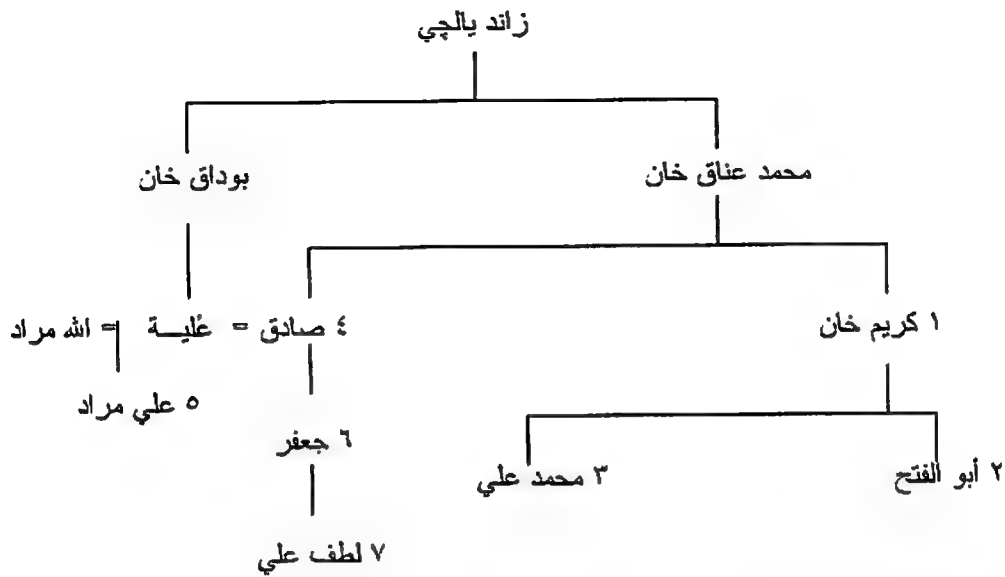 زاند يالچي
محمد عناق خان
بوداق خان
١ كريم خان
٤ صادق = عُليــة = الله مراد
٥ علي مراد
٦ جعفر
٢ أبو الفتح
٣ محمد علي
٧ لطف علي